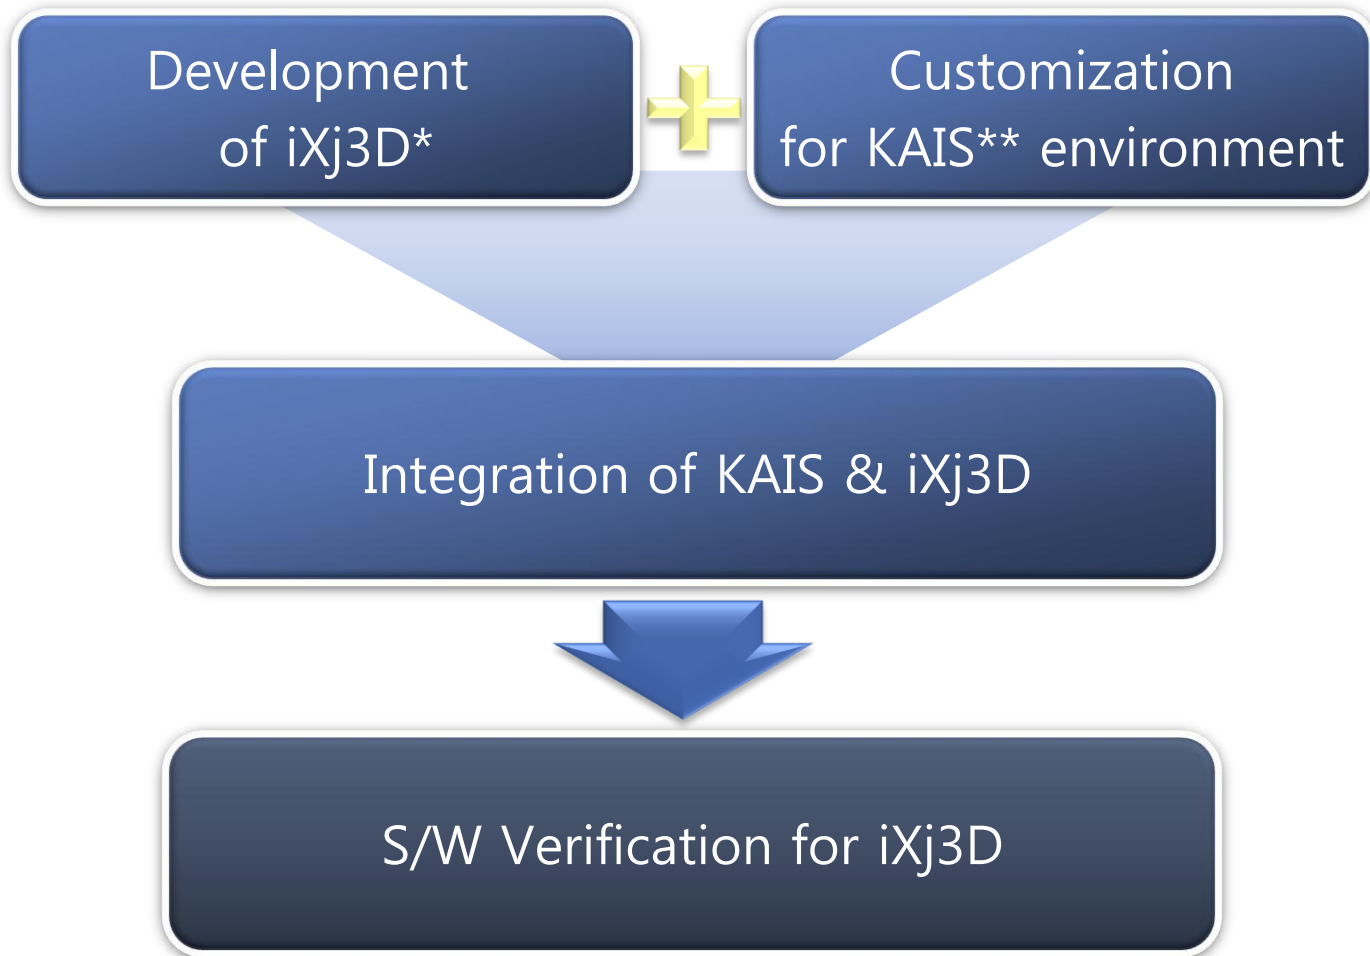 Development
of iXj3D*
Customization
for KAIS** environment
Integration of KAIS & iXj3D
S/W Verification for iXj3D